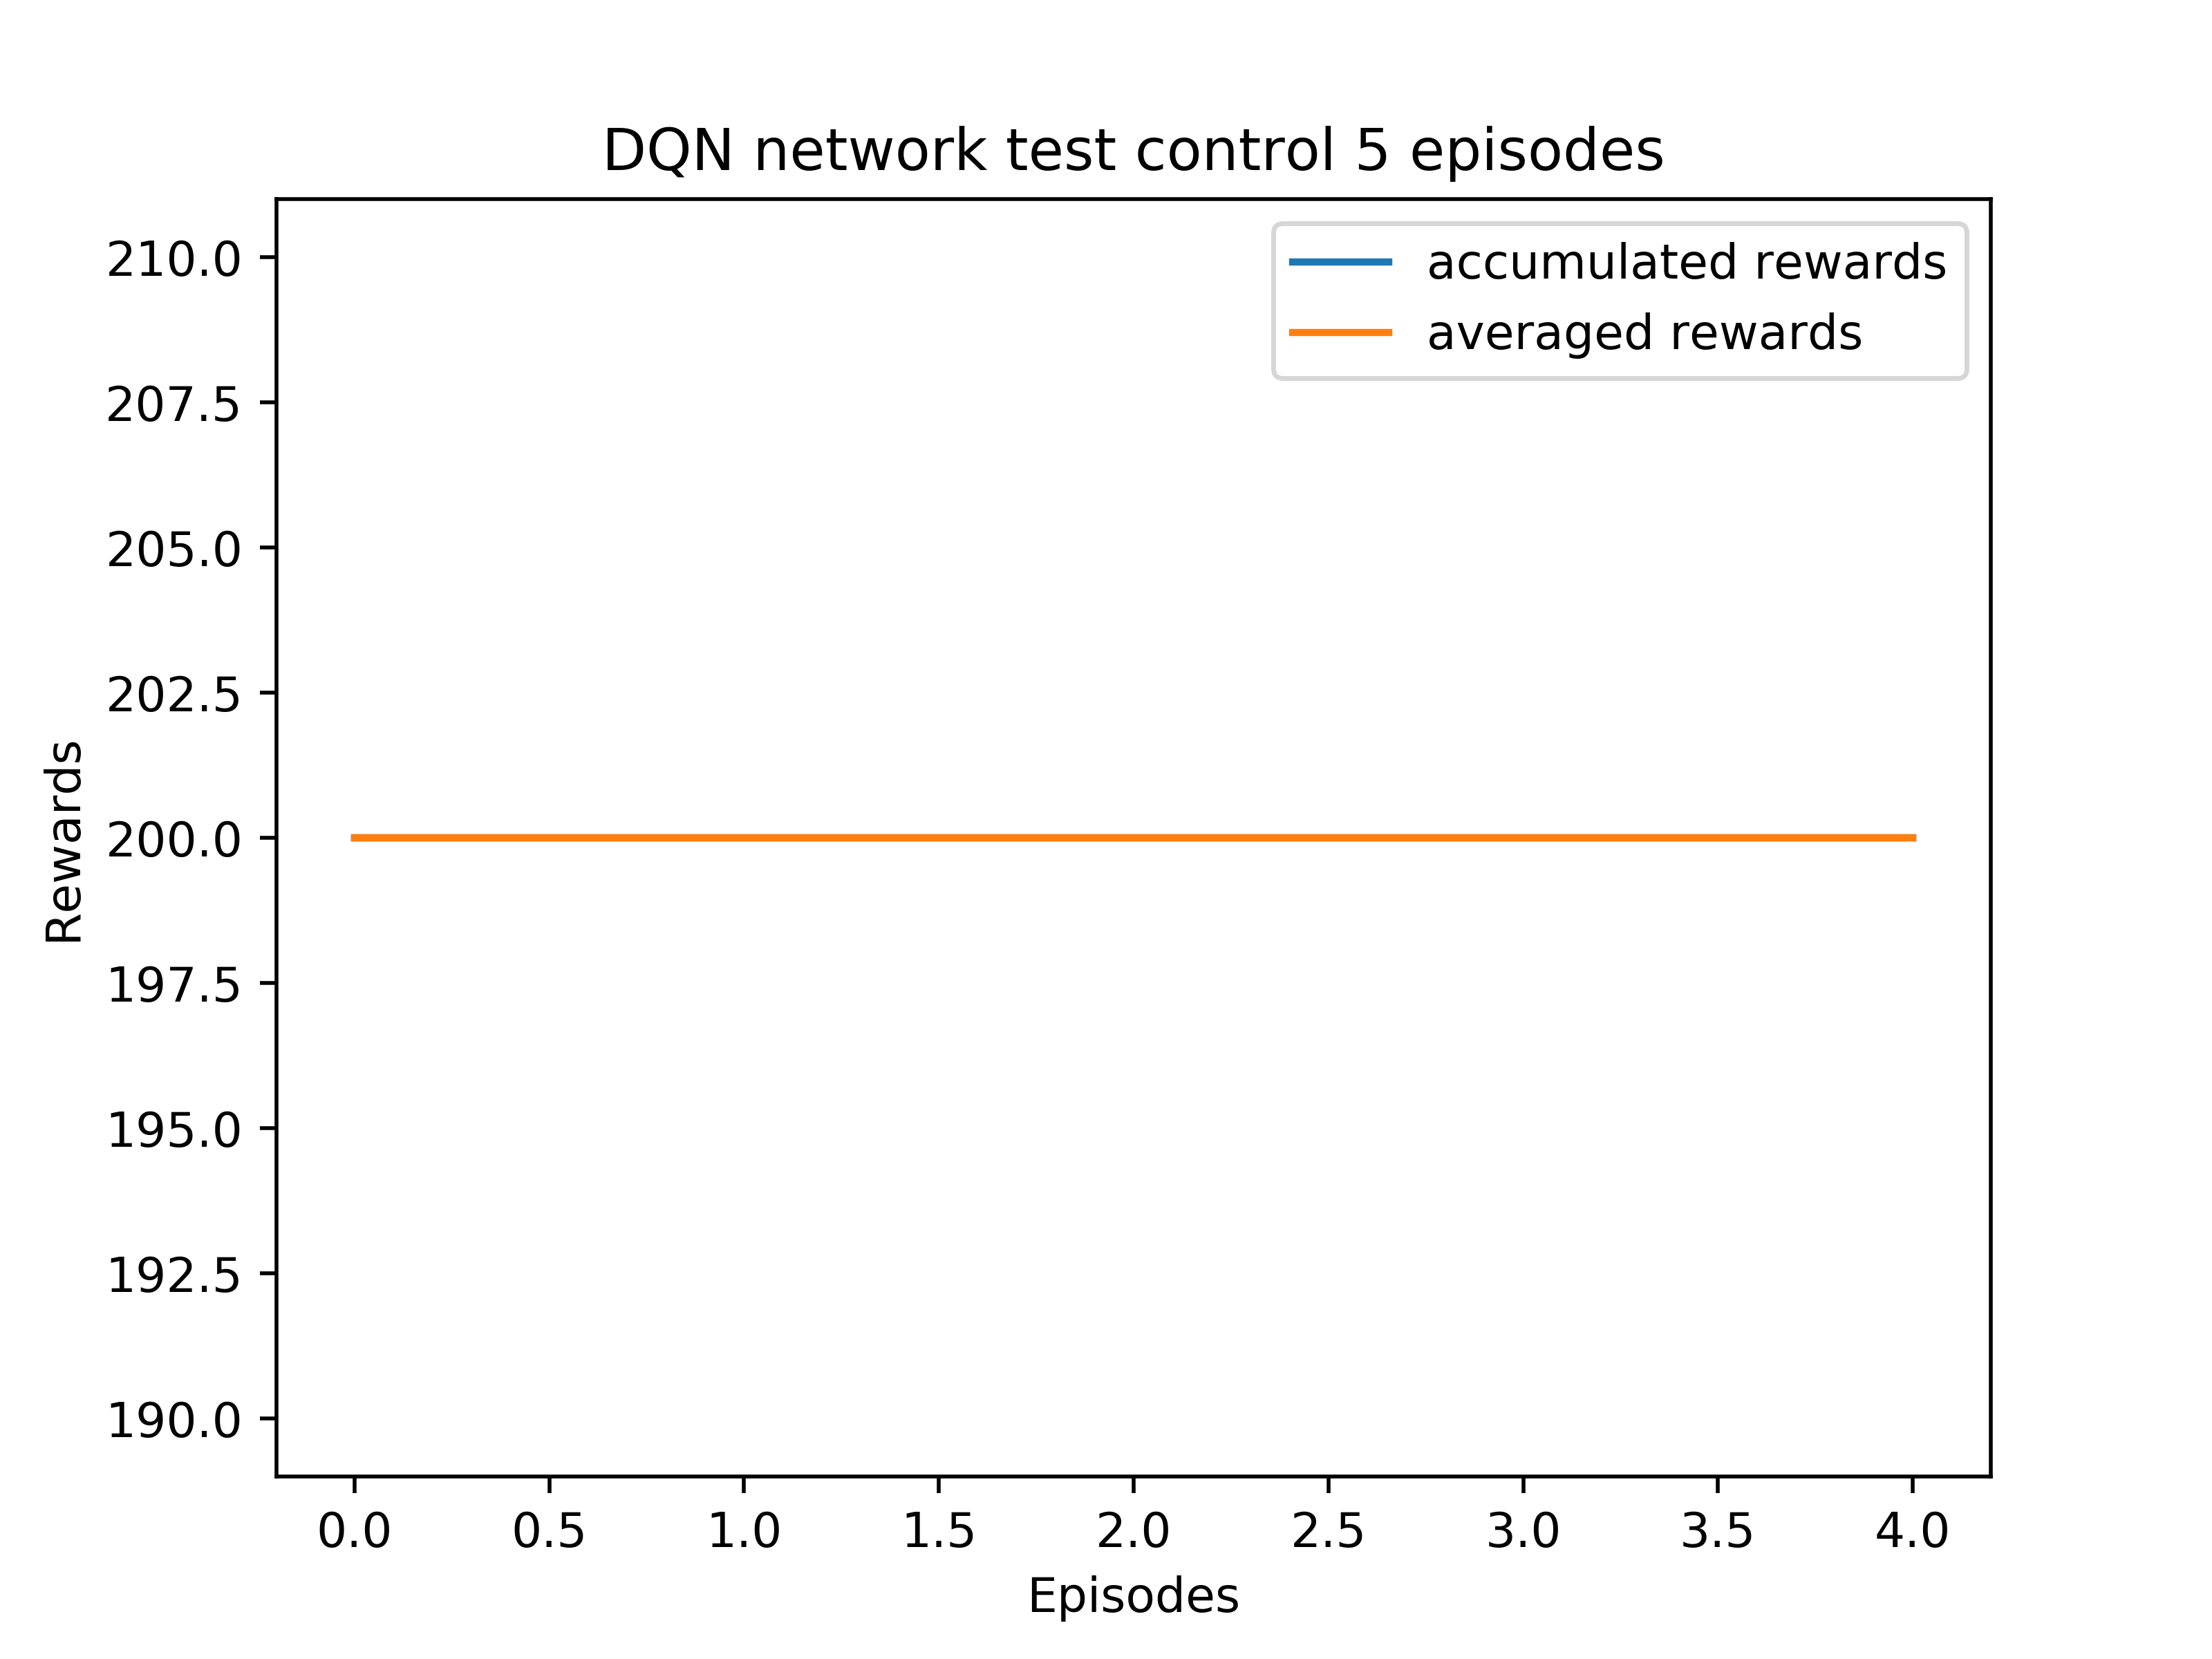 DQN network test control 5 episodes
accumulated rewards
averaged rewards
210.0
207.5
205.0
202.5
200.0
197.5
195.0
192.5
190.0
Rewards
0.0 0.5 1.0 1.5 2.0 2.5 3.0 3.5 4.0
Episodes